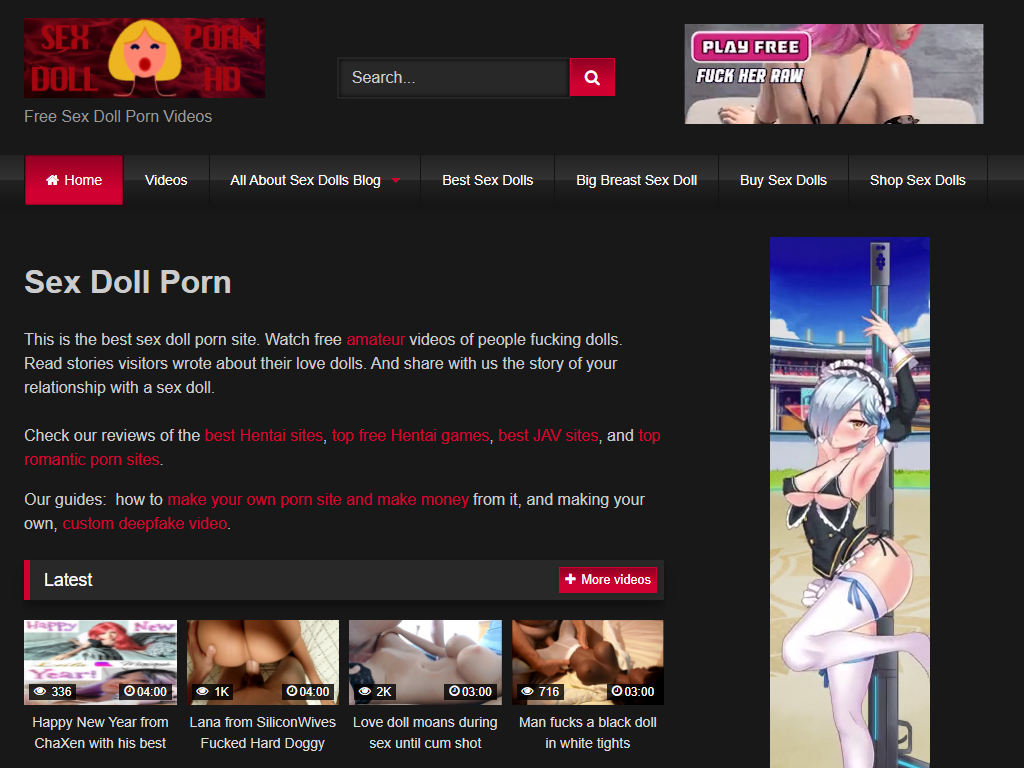 SEX PORN
DOLL HD
Free Sex Doll Porn Videos
Search...
PLAY FREE
FUCK HER RAW
Home
Videos
All About Sex Dolls Blog
Best Sex Dolls
Big Breast Sex Doll
Buy Sex Dolls
Shop Sex Dolls
Sex Doll Porn
This is the best sex doll porn site. Watch free amateur videos of people fucking dolls.
Read stories visitors wrote about their love dolls. And share with us the story of your
relationship with a sex doll.
Check our reviews of the best Hentai sites, top free Hentai games, best JAV sites, and top
romantic porn sites.
Our guides:  how to make your own porn site and make money from it, and making your
own, custom deepfake video.
Latest
More videos
Happy New
Year!
336
04:00
1K
04:00
2K
03:00
716
03:00
Happy New Year from
ChaXen with his best
Lana from SiliconWives
Fucked Hard Doggy
Love doll moans during
sex until cum shot
Man fucks a black doll
in white tights